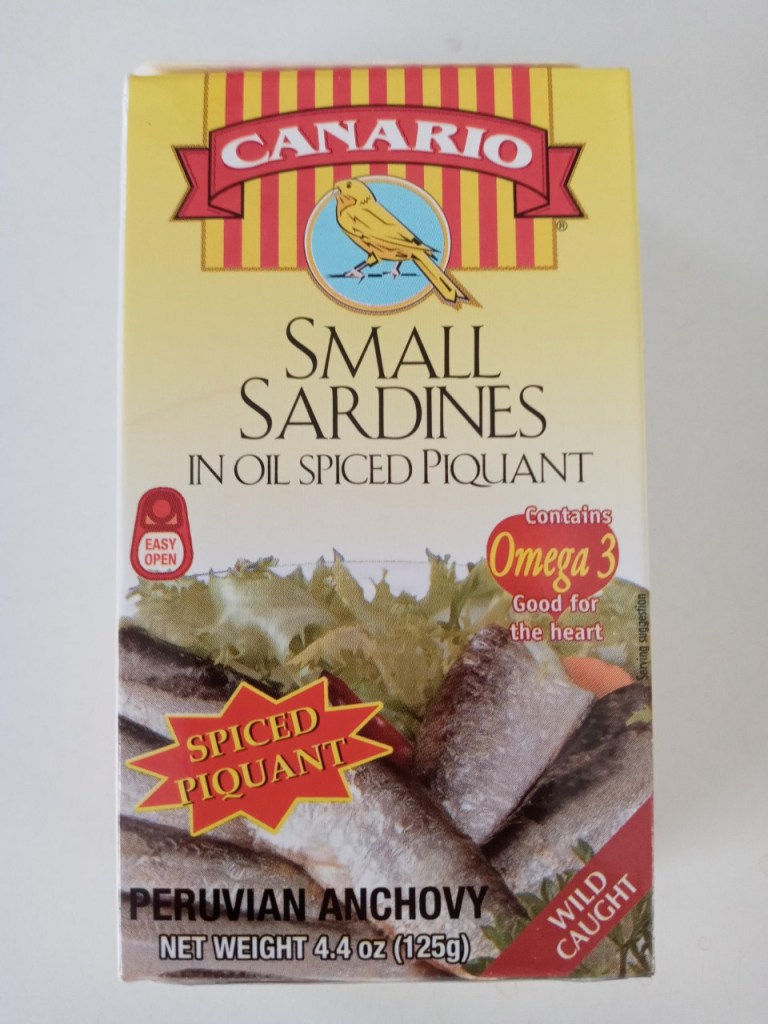 CANARIO
®
SMALL
SARDINES
IN OIL SPICED PIQUANT
EASY
OPEN
Contains
Omega 3
Good for
the heart
Serving suggestion
SPICED
PIQUANT
PERUVIAN ANCHOVY
NET WEIGHT 4.4 oz (125g)
WILD
CAUGHT